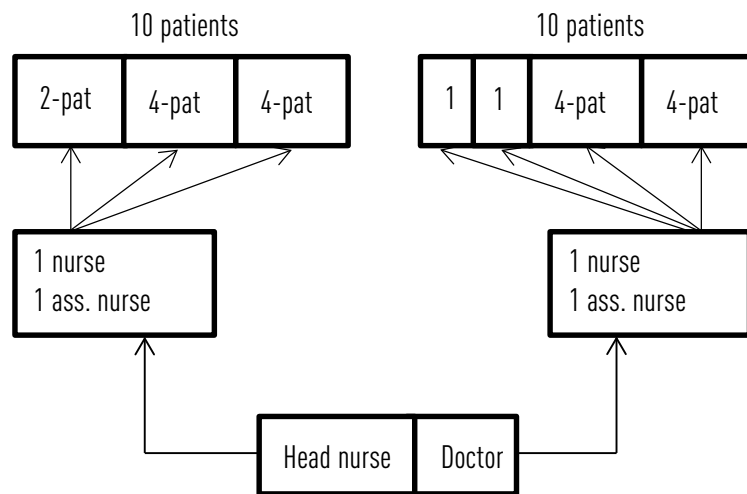 10 patients
10 patients
2-pat
4-pat
4-pat
1
1
4-pat
4-pat
1 nurse
1 ass. nurse
1 nurse
1 ass. nurse
Head nurse
Doctor